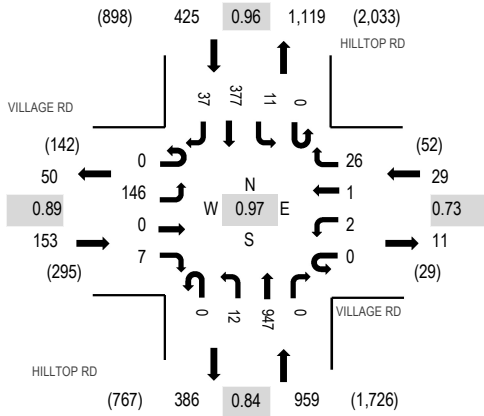 (898) 425 0.96 1,119 (2,033)
HILLTOP RD
37 377 11 0
VILLAGE RD
(142) (52)
0 26
50 29
146 N 1
0.89 W 0.97 E 0.73
0 S 2
153 11
7 0
(295) (29)
0 12 947 0
VILLAGE RD
HILLTOP RD
(767) 386 0.84 959 (1,726)